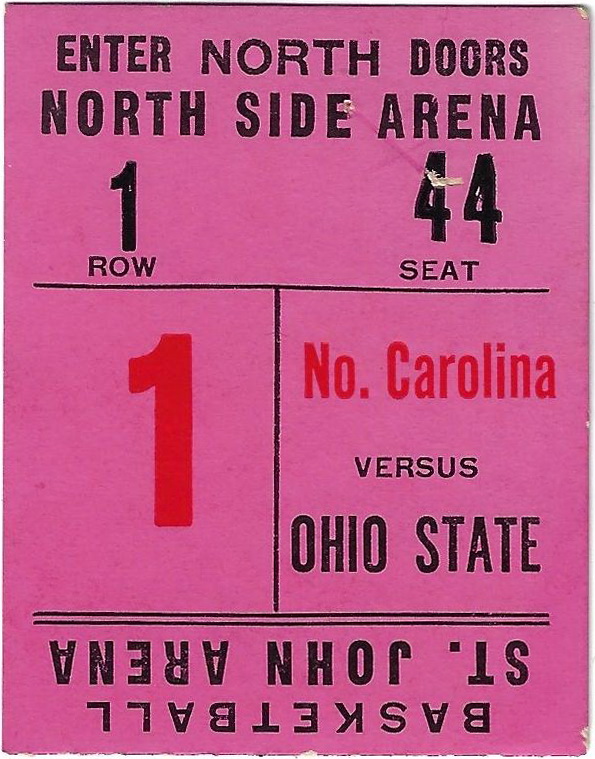 ENTER NORTH DOORS
NORTH SIDE ARENA
1 44
ROW SEAT
1
No. Carolina
VERSUS
OHIO STATE
ST. JOHN ARENA
BASKETBALL